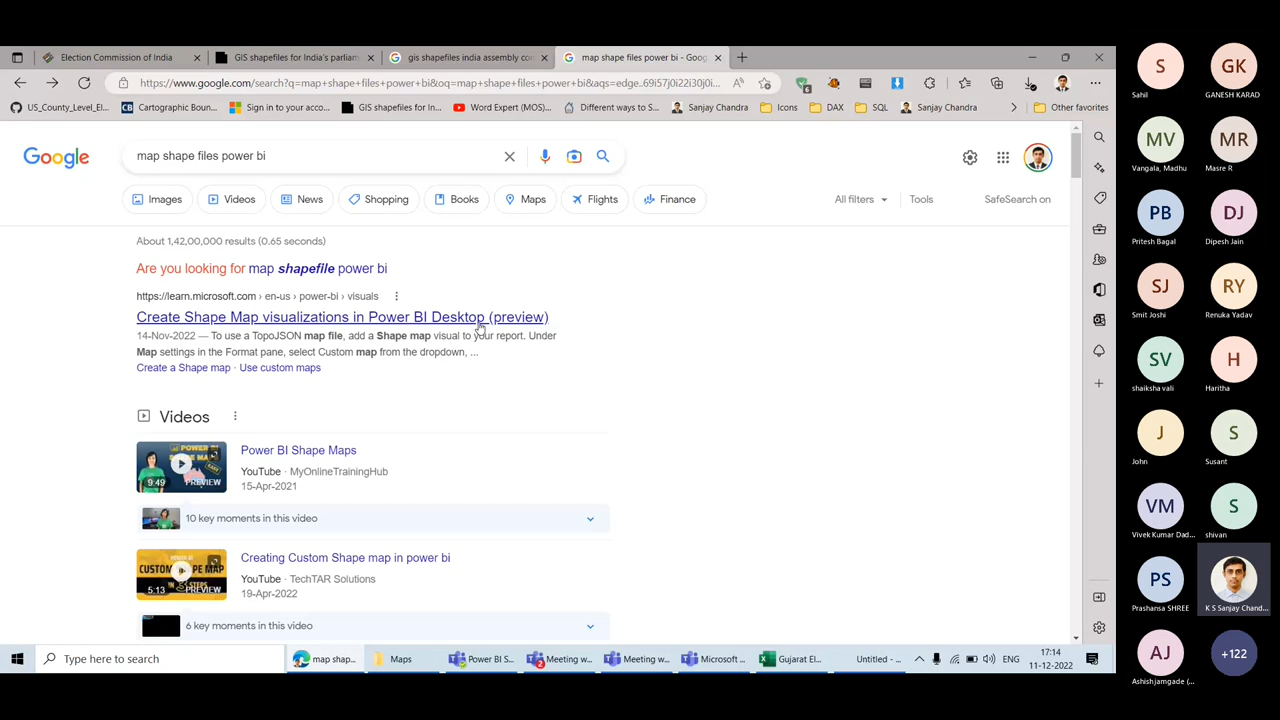 Election Commission of India
GIS shapefiles for India's parliam
gis shapefiles india assembly con
map shape files power bi - Goog
https://www.google.com/search?q=map+shape+files+power+bi&oq=map+shape+files+power+bi&aqs=edge..69i57j0i22i30j0i...
US_County_Level_El...
CB
Cartographic Boun...
Sign in to your acco...
GIS shapefiles for In...
Word Expert (MOS)...
Different ways to S...
Sanjay Chandra
Icons
DAX
SQL
Sanjay Chandra
Other favorites
Google
map shape files power bi
Images
Videos
News
Shopping
Books
Maps
Flights
Finance
All filters
Tools
SafeSearch on
About 1,42,00,000 results (0.65 seconds)
Are you looking for map shapefile power bi
https://learn.microsoft.com › en-us › power-bi › visuals
Create Shape Map visualizations in Power BI Desktop (preview)
14-Nov-2022 — To use a TopoJSON map file, add a Shape map visual to your report. Under
Map settings in the Format pane, select Custom map from the dropdown, ...
Create a Shape map · Use custom maps
Videos
9:49
PREVIEW
Power BI Shape Maps
YouTube · MyOnlineTrainingHub
15-Apr-2021
10 key moments in this video
5:13
PREVIEW
Creating Custom Shape map in power bi
YouTube · TechTAR Solutions
19-Apr-2022
6 key moments in this video
Type here to search
map shap...
Maps
Power BI S...
2
Meeting w...
Meeting w...
Microsoft ...
Gujarat El...
Untitled - ...
ENG
17:14
11-12-2022
S
Sahil
GK
GANESH KARAD
MV
Vangala, Madhu
MR
Masre R
PB
Pritesh Bagal
DJ
Dipesh Jain
SJ
Smit Joshi
RY
Renuka Yadav
SV
shaiksha vali
H
Haritha
J
John
S
Susant
VM
Vivek Kumar Dad...
S
shivan
PS
Prashansa SHREE
K S Sanjay Chand...
AJ
Ashish jamgade (...
+122